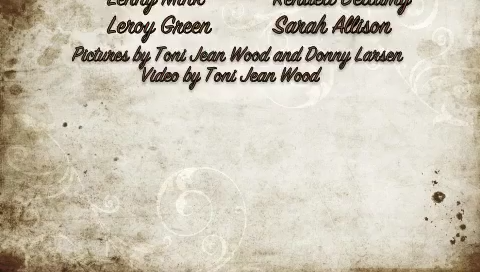 Leroy Green Sarah Allison
Pictures by Toni Jean Wood and Donny Larsen
Video by Toni Jean Wood